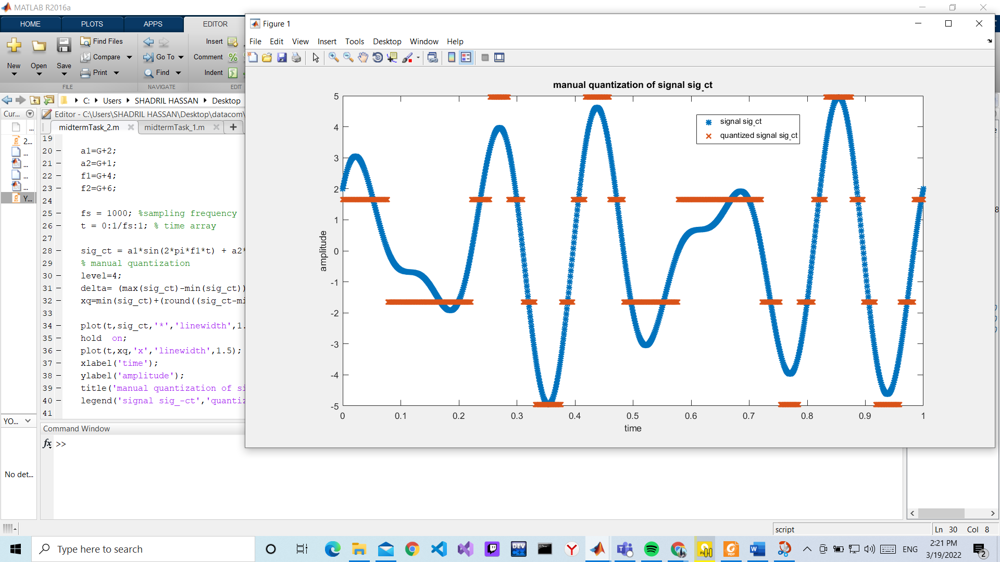 MATLAB R2016a
HOME PLOTS APPS EDITOR
Find Files
Insert
Compare
Go To
Comment
New Open Save
Print
Find
Indent
FILE NAVIGATE EDIT
C: Users SHADRIL HASSAN Desktop
Cur...
Editor - C:\Users\SHADRIL HASSAN\Desktop\datacom\
midtermTask_2.m midtermTask_1.m +
...
2...
...
...
...
...
Y...
19
20 – a1=G+2;
21 – a2=G+1;
22 – f1=G+4;
23 – f2=G+6;
24
25 – fs = 1000; %sampling frequency
26 – t = 0:1/fs:1; % time array
27
28 – sig_ct = a1*sin(2*pi*f1*t) + a2*
29 % manual quantization
30 – level=4;
31 – delta= (max(sig_ct)-min(sig_ct))
32 – xq=min(sig_ct)+(round((sig_ct-mi
33
34 – plot(t,sig_ct,'*','linewidth',1.
35 – hold on;
36 – plot(t,xq,'x','linewidth',1.5);
37 – xlabel('time');
38 – ylabel('amplitude');
39 – title('manual quantization of si
40 – legend('signal sig_-ct','quantiz
41
YO...
No det...
Command Window
fx >>
Figure 1
File Edit View Insert Tools Desktop Window Help
manual quantization of signal sig_ct
signal sig_ct
quantized signal sig_ct
amplitude
5
4
3
2
1
0
-1
-2
-3
-4
-5
0 0.1 0.2 0.3 0.4 0.5 0.6 0.7 0.8 0.9 1
time
script
Ln 30 Col 8
Type here to search
DEV C++
ENG
2:21 PM
3/19/2022
2